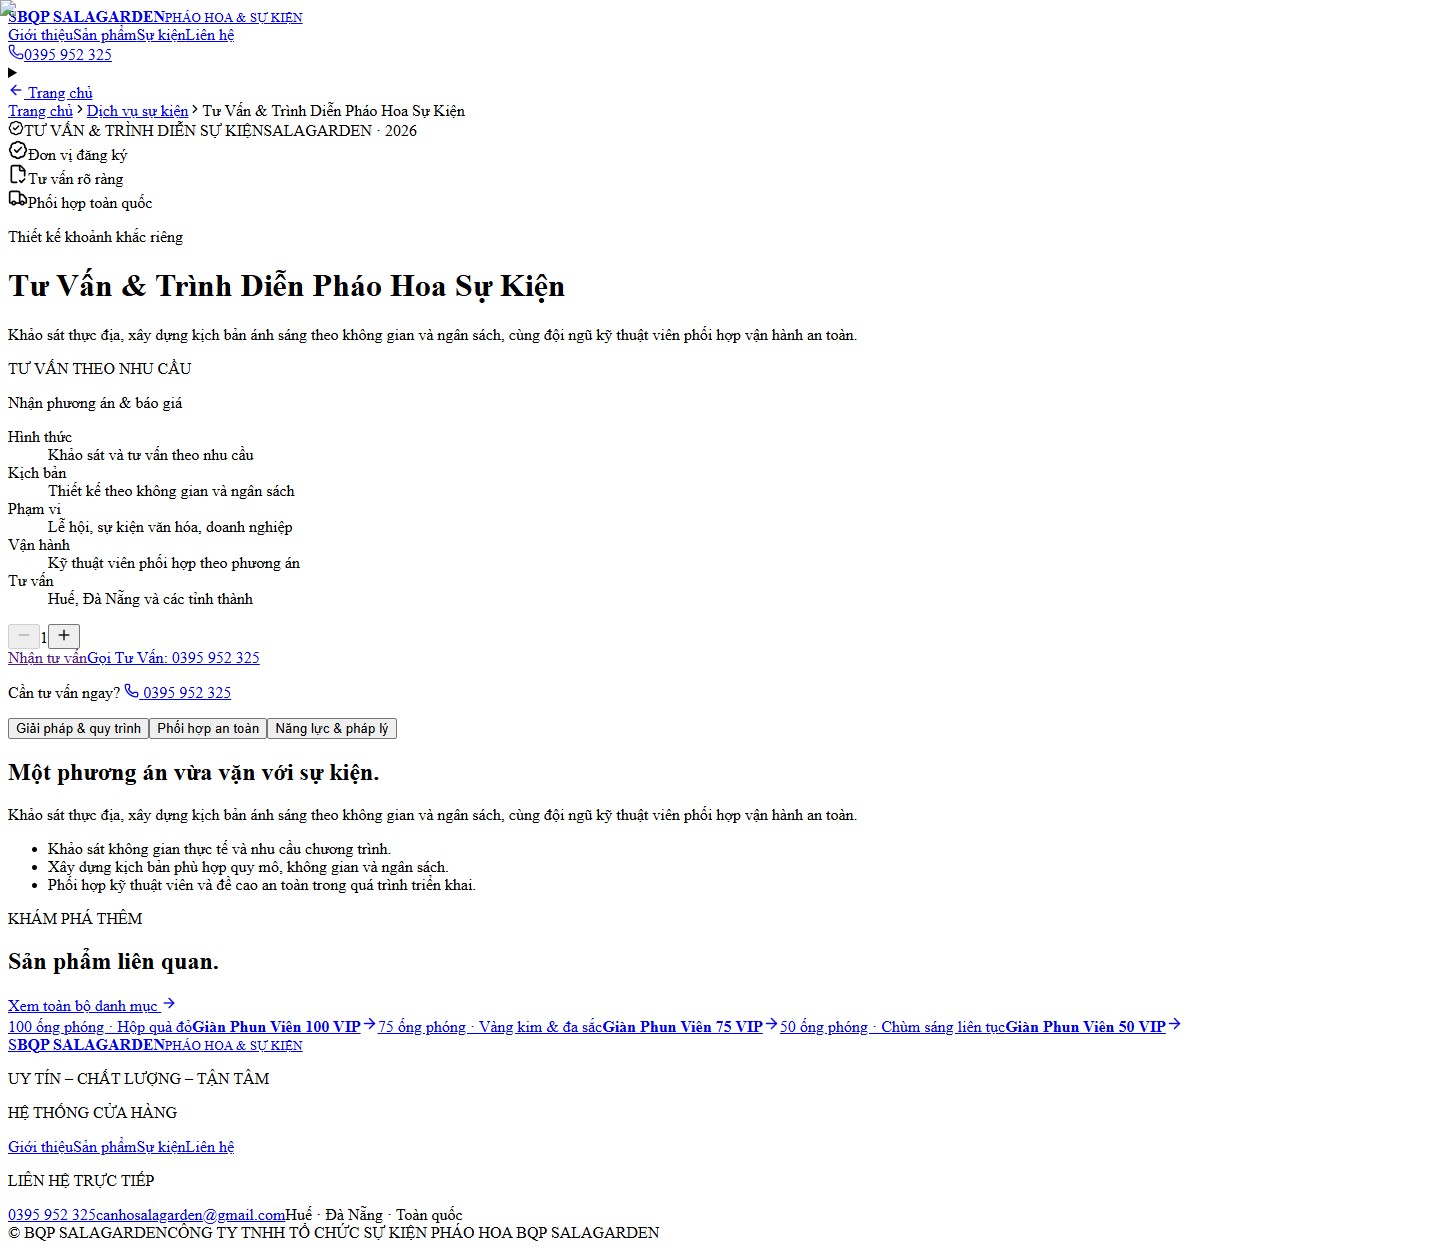 SBQP SALAGARDENPHÁO HOA & SỰ KIỆN
Giới thiệuSản phẩmSự kiệnLiên hệ
0395 952 325
Trang chủ
Trang chủ > Dịch vụ sự kiện > Tư Vấn & Trình Diễn Pháo Hoa Sự Kiện
TƯ VẤN & TRÌNH DIỄN SỰ KIỆNSALAGARDEN · 2026
Đơn vị đăng ký
Tư vấn rõ ràng
Phối hợp toàn quốc
Thiết kế khoảnh khắc riêng
Tư Vấn & Trình Diễn Pháo Hoa Sự Kiện
Khảo sát thực địa, xây dựng kịch bản ánh sáng theo không gian và ngân sách, cùng đội ngũ kỹ thuật viên phối hợp vận hành an toàn.
TƯ VẤN THEO NHU CẦU
Nhận phương án & báo giá
Hình thức
Khảo sát và tư vấn theo nhu cầu
Kịch bản
Thiết kế theo không gian và ngân sách
Phạm vi
Lễ hội, sự kiện văn hóa, doanh nghiệp
Vận hành
Kỹ thuật viên phối hợp theo phương án
Tư vấn
Huế, Đà Nẵng và các tỉnh thành
− 1 +
Nhận tư vấnGọi Tư Vấn: 0395 952 325
Cần tư vấn ngay? 0395 952 325
Giải pháp & quy trình Phối hợp an toàn Năng lực & pháp lý
Một phương án vừa vặn với sự kiện.
Khảo sát thực địa, xây dựng kịch bản ánh sáng theo không gian và ngân sách, cùng đội ngũ kỹ thuật viên phối hợp vận hành an toàn.
• Khảo sát không gian thực tế và nhu cầu chương trình.
• Xây dựng kịch bản phù hợp quy mô, không gian và ngân sách.
• Phối hợp kỹ thuật viên và đề cao an toàn trong quá trình triển khai.
KHÁM PHÁ THÊM
Sản phẩm liên quan.
Xem toàn bộ danh mục →
100 ống phóng · Hộp quà đỏGiàn Phun Viên 100 VIP→75 ống phóng · Vàng kim & đa sắcGiàn Phun Viên 75 VIP→50 ống phóng · Chùm sáng liên tụcGiàn Phun Viên 50 VIP→
SBQP SALAGARDENPHÁO HOA & SỰ KIỆN
UY TÍN – CHẤT LƯỢNG – TẬN TÂM
HỆ THỐNG CỬA HÀNG
Giới thiệuSản phẩmSự kiệnLiên hệ
LIÊN HỆ TRỰC TIẾP
0395 952 325canhosalagarden@gmail.comHuế · Đà Nẵng · Toàn quốc
© BQP SALAGARDENCÔNG TY TNHH TỔ CHỨC SỰ KIỆN PHÁO HOA BQP SALAGARDEN